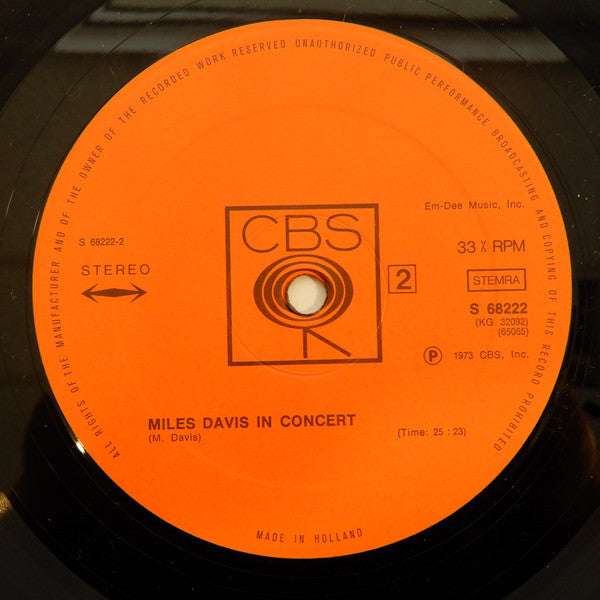 ALL RIGHTS OF THE MANUFACTURER AND OF THE OWNER OF THE RECORDED WORK RESERVED UNAUTHORIZED PUBLIC PERFORMANCE BROADCASTING AND COPYING OF THIS RECORD PROHIBITED
Em-Dee Music, Inc.
CBS
S 68222-2
33 ⅓ RPM
STEREO
2
STEMRA
S 68222
(KG 32092)
(65065)
Ⓟ 1973 CBS, Inc.
MILES DAVIS IN CONCERT
(M. Davis)
(Time: 25 : 23)
MADE IN HOLLAND